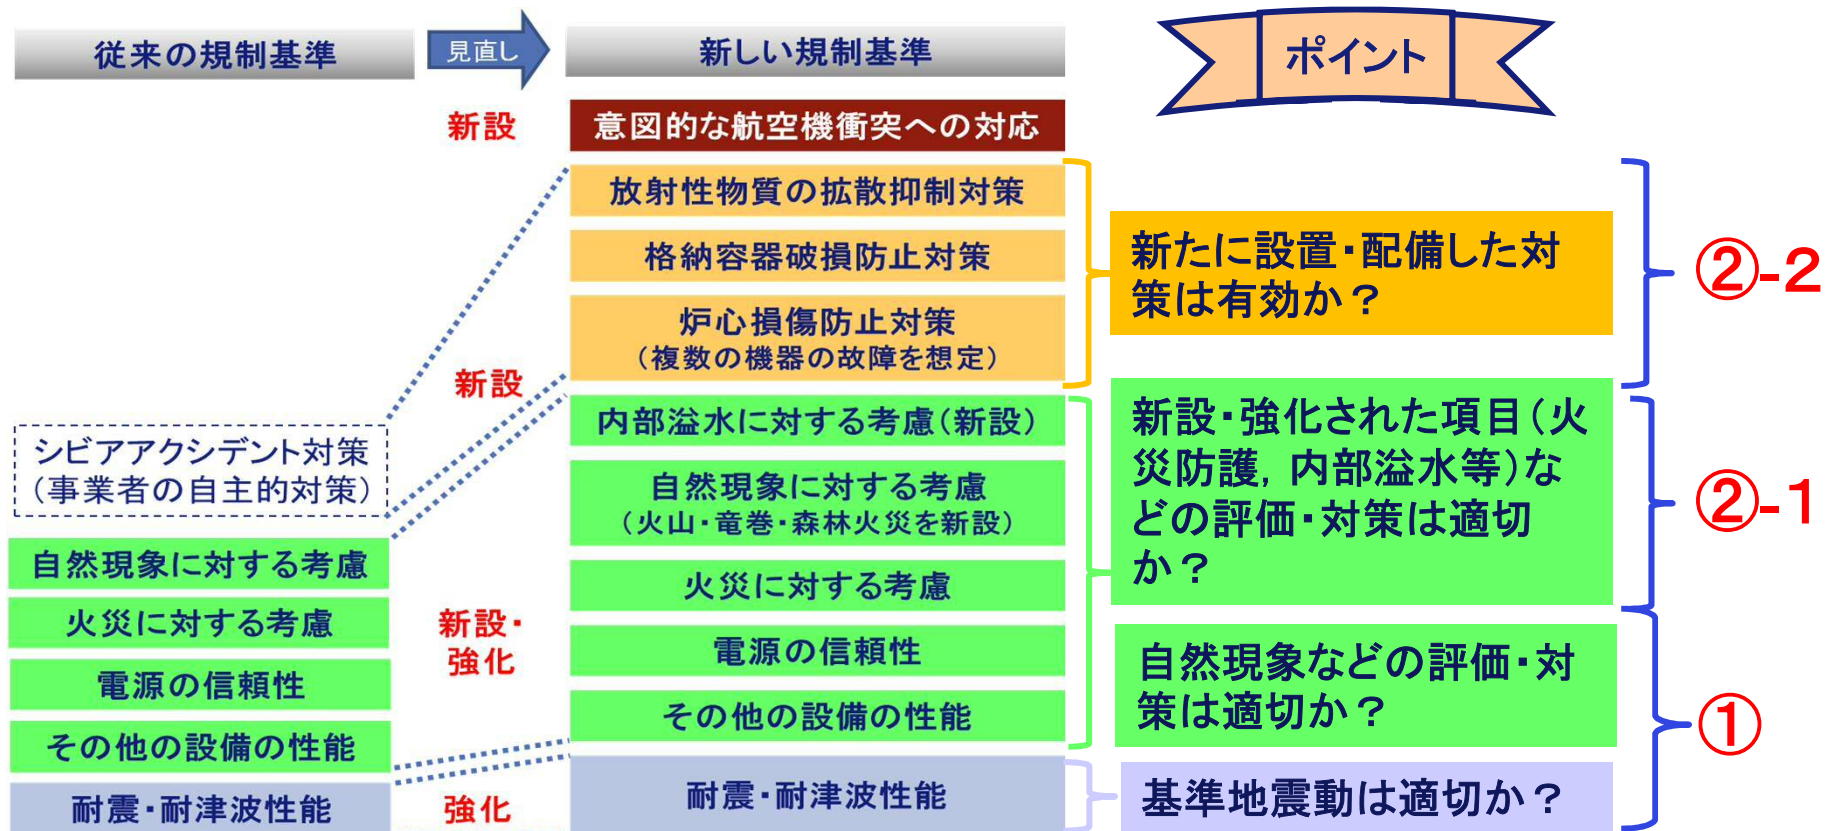 従来の規制基準
見直し
新しい規制基準
ポイント
新設
意図的な航空機衝突への対応
放射性物質の拡散抑制対策
格納容器破損防止対策
炉心損傷防止対策
（複数の機器の故障を想定）
新たに設置・配備した対
策は有効か？
②-2
新設
シビアアクシデント対策
（事業者の自主的対策）
内部溢水に対する考慮（新設）
自然現象に対する考慮
（火山・竜巻・森林火災を新設）
火災に対する考慮
電源の信頼性
その他の設備の性能
新設・強化された項目（火
災防護，内部溢水等）な
どの評価・対策は適切
か？
②-1
自然現象に対する考慮
火災に対する考慮
電源の信頼性
その他の設備の性能
新設・
強化
自然現象などの評価・対
策は適切か？
①
耐震・耐津波性能
強化
耐震・耐津波性能
基準地震動は適切か？